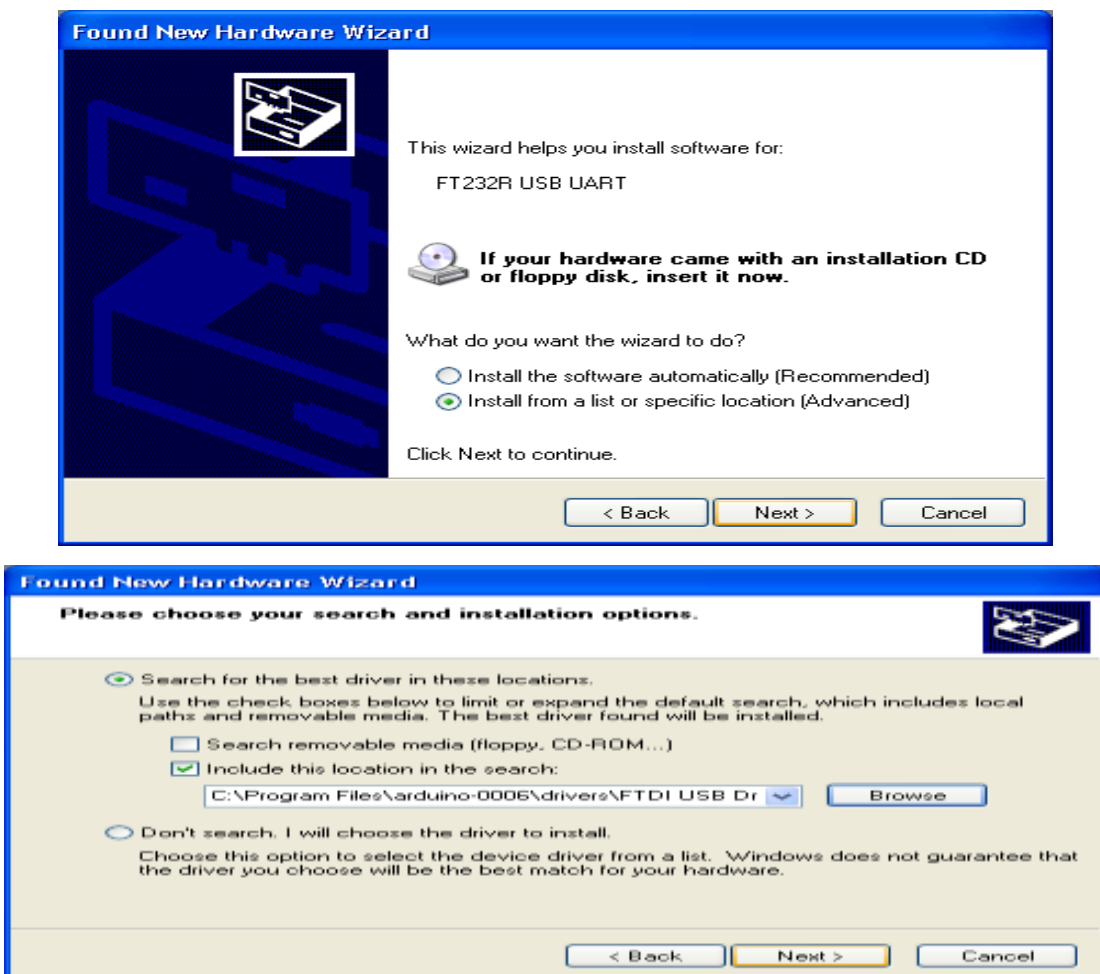 Found New Hardware Wizard
This wizard helps you install software for:
FT232R USB UART
If your hardware came with an installation CD
or floppy disk, insert it now.
What do you want the wizard to do?
Install the software automatically (Recommended)
Install from a list or specific location (Advanced)
Click Next to continue.
< Back Next > Cancel
Found New Hardware Wizard
Please choose your search and installation options.
Search for the best driver in these locations.
Use the check boxes below to limit or expand the default search, which includes local
paths and removable media. The best driver found will be installed.
Search removable media (floppy, CD-ROM...)
Include this location in the search:
C:\Program Files\arduino-0006\drivers\FTDI USB Dr Browse
Don't search. I will choose the driver to install.
Choose this option to select the device driver from a list. Windows does not guarantee that
the driver you choose will be the best match for your hardware.
< Back Next > Cancel